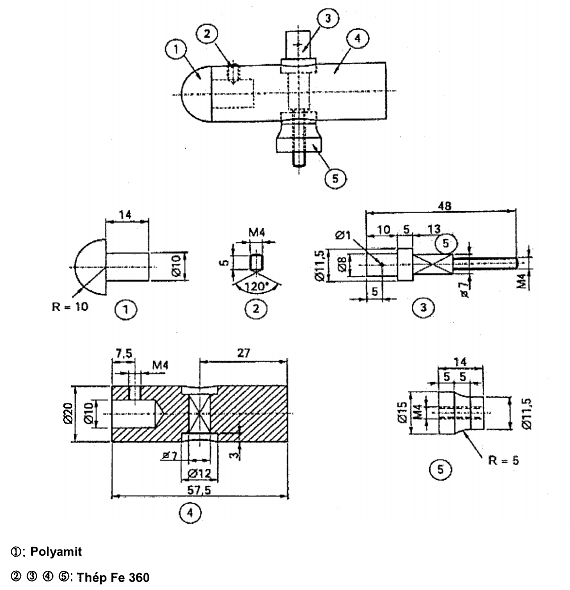 3
2
4
1
5
14
R = 10
Ø10
1
M4
5
120°
2
48
10
5
13
Ø1
5
Ø11,5
Ø8
5
Ø7
M4
3
7,5
27
M4
Ø20
Ø10
Ø7
3
Ø12
57,5
4
14
5
5
Ø15
M4
Ø11,5
R = 5
5
①: Polyamit
② ③ ④ ⑤: Thép Fe 360